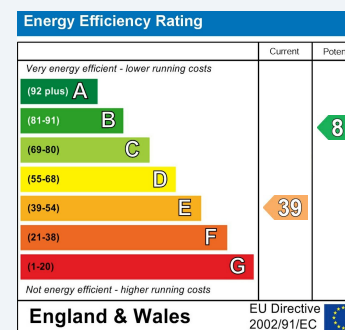 Energy Efficiency Rating
Current
Very energy efficient - lower running costs
(92 plus) A
(81-91) B
(69-80) C
(55-68) D
(39-54) E
39
(21-38) F
(1-20) G
Not energy efficient - higher running costs
England & Wales
EU Directive
2002/91/EC